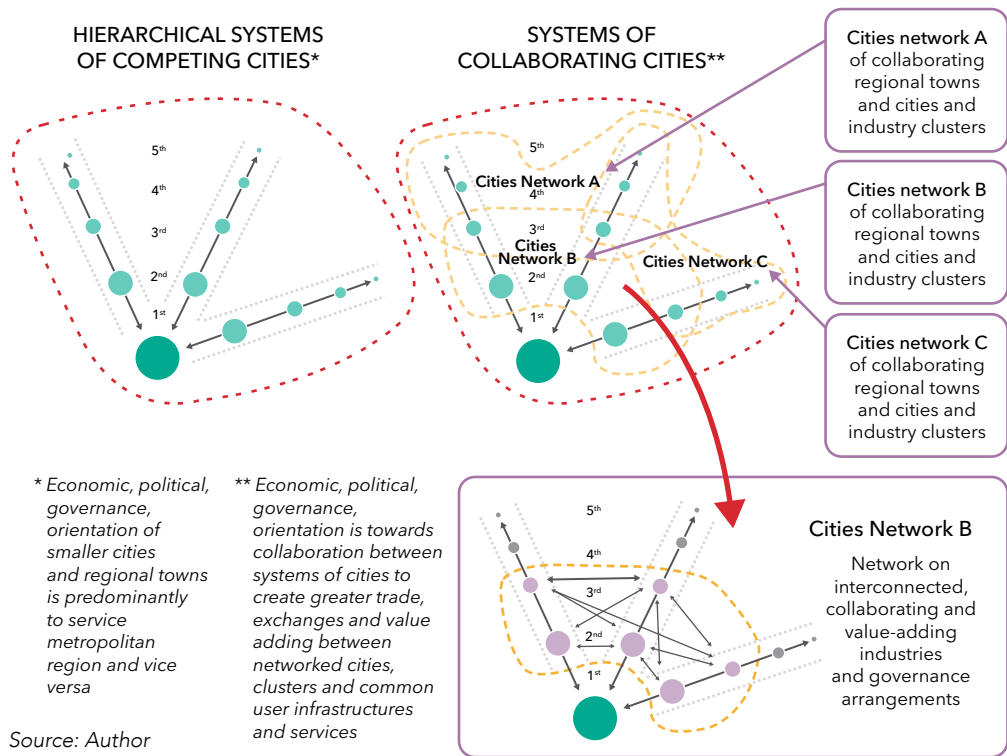 HIERARCHICAL SYSTEMS
OF COMPETING CITIES*
5th
4th
3rd
2nd
1st
SYSTEMS OF
COLLABORATING CITIES**
5th
Cities Network A
4th
3rd
Cities
Network B
Cities Network C
2nd
1st
Cities network A
of collaborating
regional towns
and cities and
industry clusters
Cities network B
of collaborating
regional towns
and cities and
industry clusters
Cities network C
of collaborating
regional towns
and cities and
industry clusters
* Economic, political,
governance,
orientation of
smaller cities
and regional towns
is predominantly
to service
metropolitan
region and vice
versa
** Economic, political,
governance,
orientation is towards
collaboration between
systems of cities to
create greater trade,
exchanges and value
adding between
networked cities,
clusters and common
user infrastructures
and services
5th
4th
3rd
2nd
1st
Cities Network B
Network on
interconnected,
collaborating and
value-adding
industries
and governance
arrangements
Source: Author